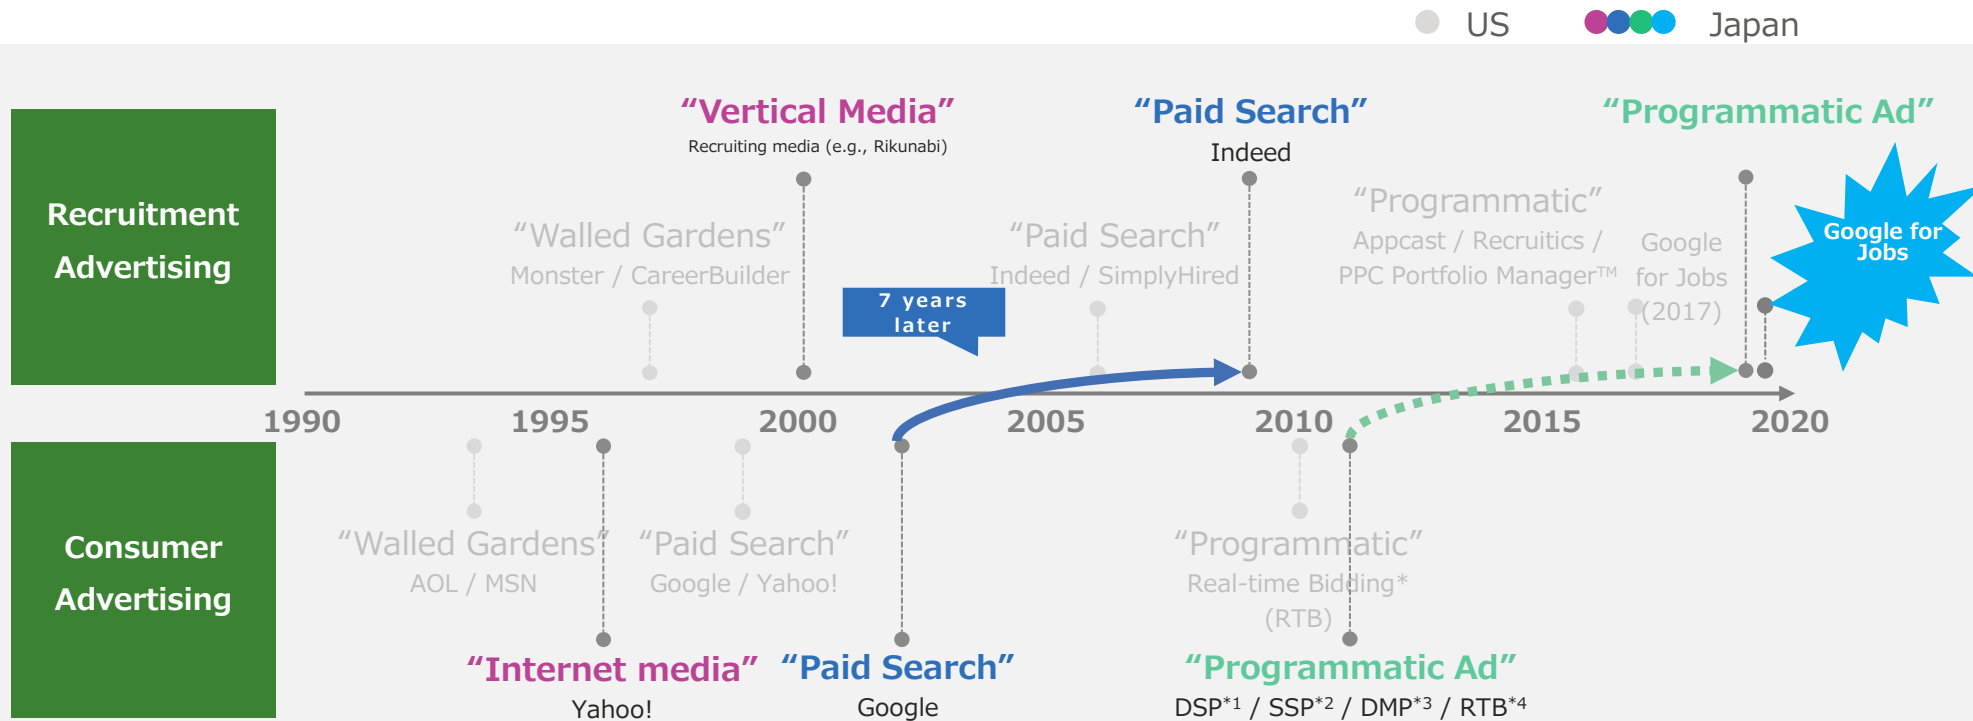 US
Japan
“Vertical Media”
Recruiting media (e.g., Rikunabi)
“Paid Search”
Indeed
“Programmatic Ad”
Recruitment
Advertising
“Walled Gardens”
Monster / CareerBuilder
“Paid Search”
Indeed / SimplyHired
“Programmatic”
Appcast / Recruitics /
PPC Portfolio Manager™
Google
for Jobs
(2017)
Google for
Jobs
7 years
later
1990
1995
2000
2005
2010
2015
2020
Consumer
Advertising
“Walled Gardens”
AOL / MSN
“Paid Search”
Google / Yahoo!
“Programmatic”
Real-time Bidding*
(RTB)
“Internet media”
Yahoo!
“Paid Search”
Google
“Programmatic Ad”
DSP*1 / SSP*2 / DMP*3 / RTB*4